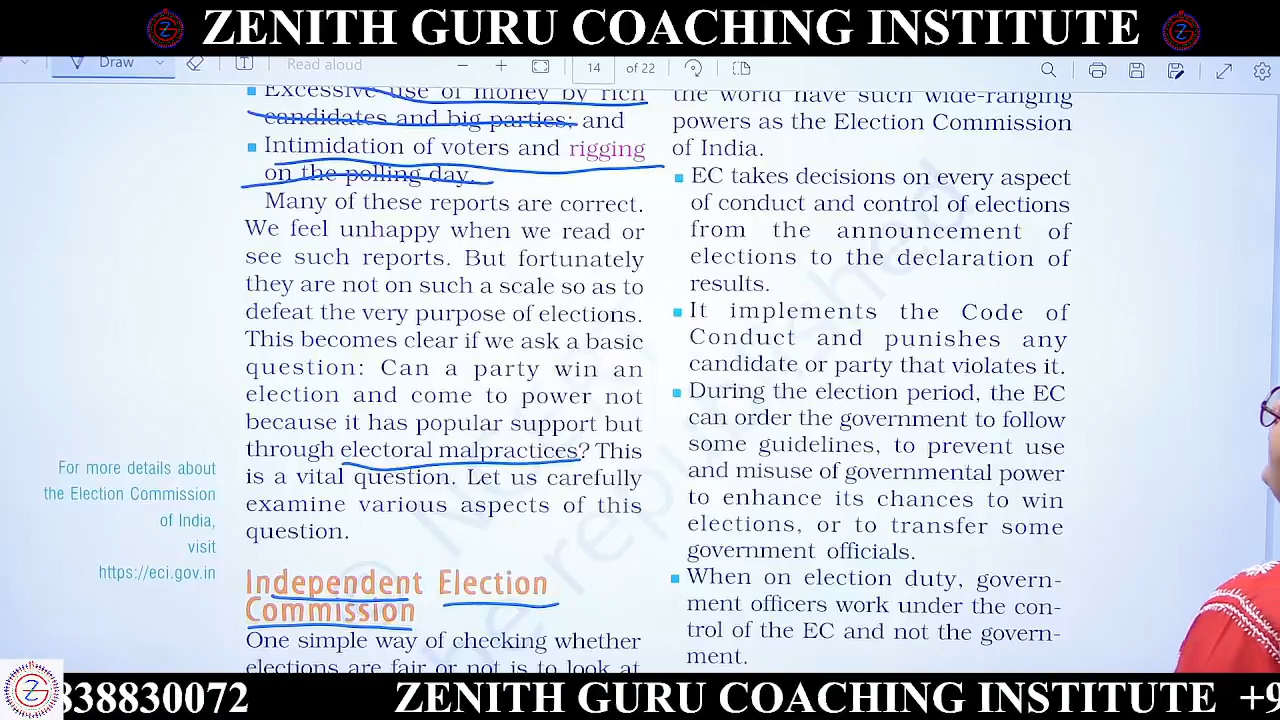 ZENITH GURU COACHING INSTITUTE
Draw
Read aloud
14
of 22
Excessive use of money by rich
candidates and big parties; and
Intimidation of voters and rigging
on the polling day.
Many of these reports are correct.
We feel unhappy when we read or
see such reports. But fortunately
they are not on such a scale so as to
defeat the very purpose of elections.
This becomes clear if we ask a basic
question: Can a party win an
election and come to power not
because it has popular support but
through electoral malpractices? This
is a vital question. Let us carefully
examine various aspects of this
question.
For more details about
the Election Commission
of India,
visit
https://eci.gov.in
Independent Election
Commission
One simple way of checking whether
elections are fair or not is to look at
the world have such wide-ranging
powers as the Election Commission
of India.
EC takes decisions on every aspect
of conduct and control of elections
from the announcement of
elections to the declaration of
results.
It implements the Code of
Conduct and punishes any
candidate or party that violates it.
During the election period, the EC
can order the government to follow
some guidelines, to prevent use
and misuse of governmental power
to enhance its chances to win
elections, or to transfer some
government officials.
When on election duty, govern-
ment officers work under the con-
trol of the EC and not the govern-
ment.
838830072 ZENITH GURU COACHING INSTITUTE +9